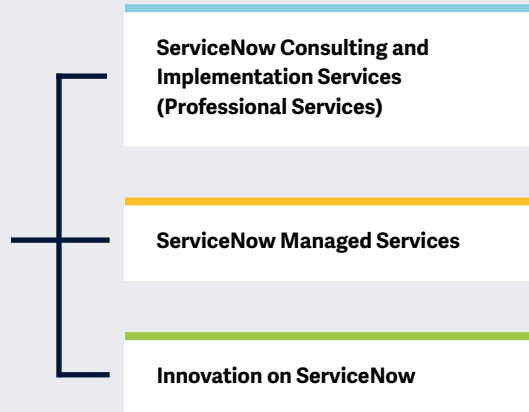 ServiceNow Consulting and
Implementation Services
(Professional Services)
ServiceNow Managed Services
Innovation on ServiceNow